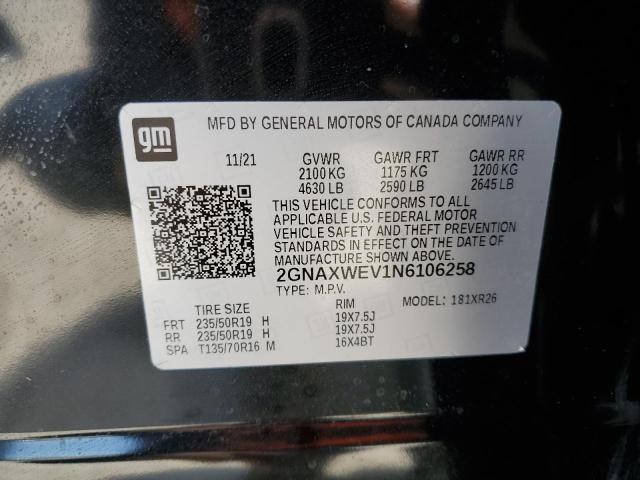 gm
MFD BY GENERAL MOTORS OF CANADA COMPANY
11/21 GVWR GAWR FRT GAWR RR
2100 KG 1175 KG 1200 KG
4630 LB 2590 LB 2645 LB
THIS VEHICLE CONFORMS TO ALL
APPLICABLE U.S. FEDERAL MOTOR
VEHICLE SAFETY AND THEFT PREVENTION
STANDARDS IN EFFECT ON THE DATE OF
MANUFACTURE SHOWN ABOVE.
2GNAXWEV1N6106258
TYPE: M.P.V. MODEL: 181XR26
TIRE SIZE RIM
FRT 235/50R19 H 19X7.5J
RR 235/50R19 H 19X7.5J
SPA T135/70R16 M 16X4BT